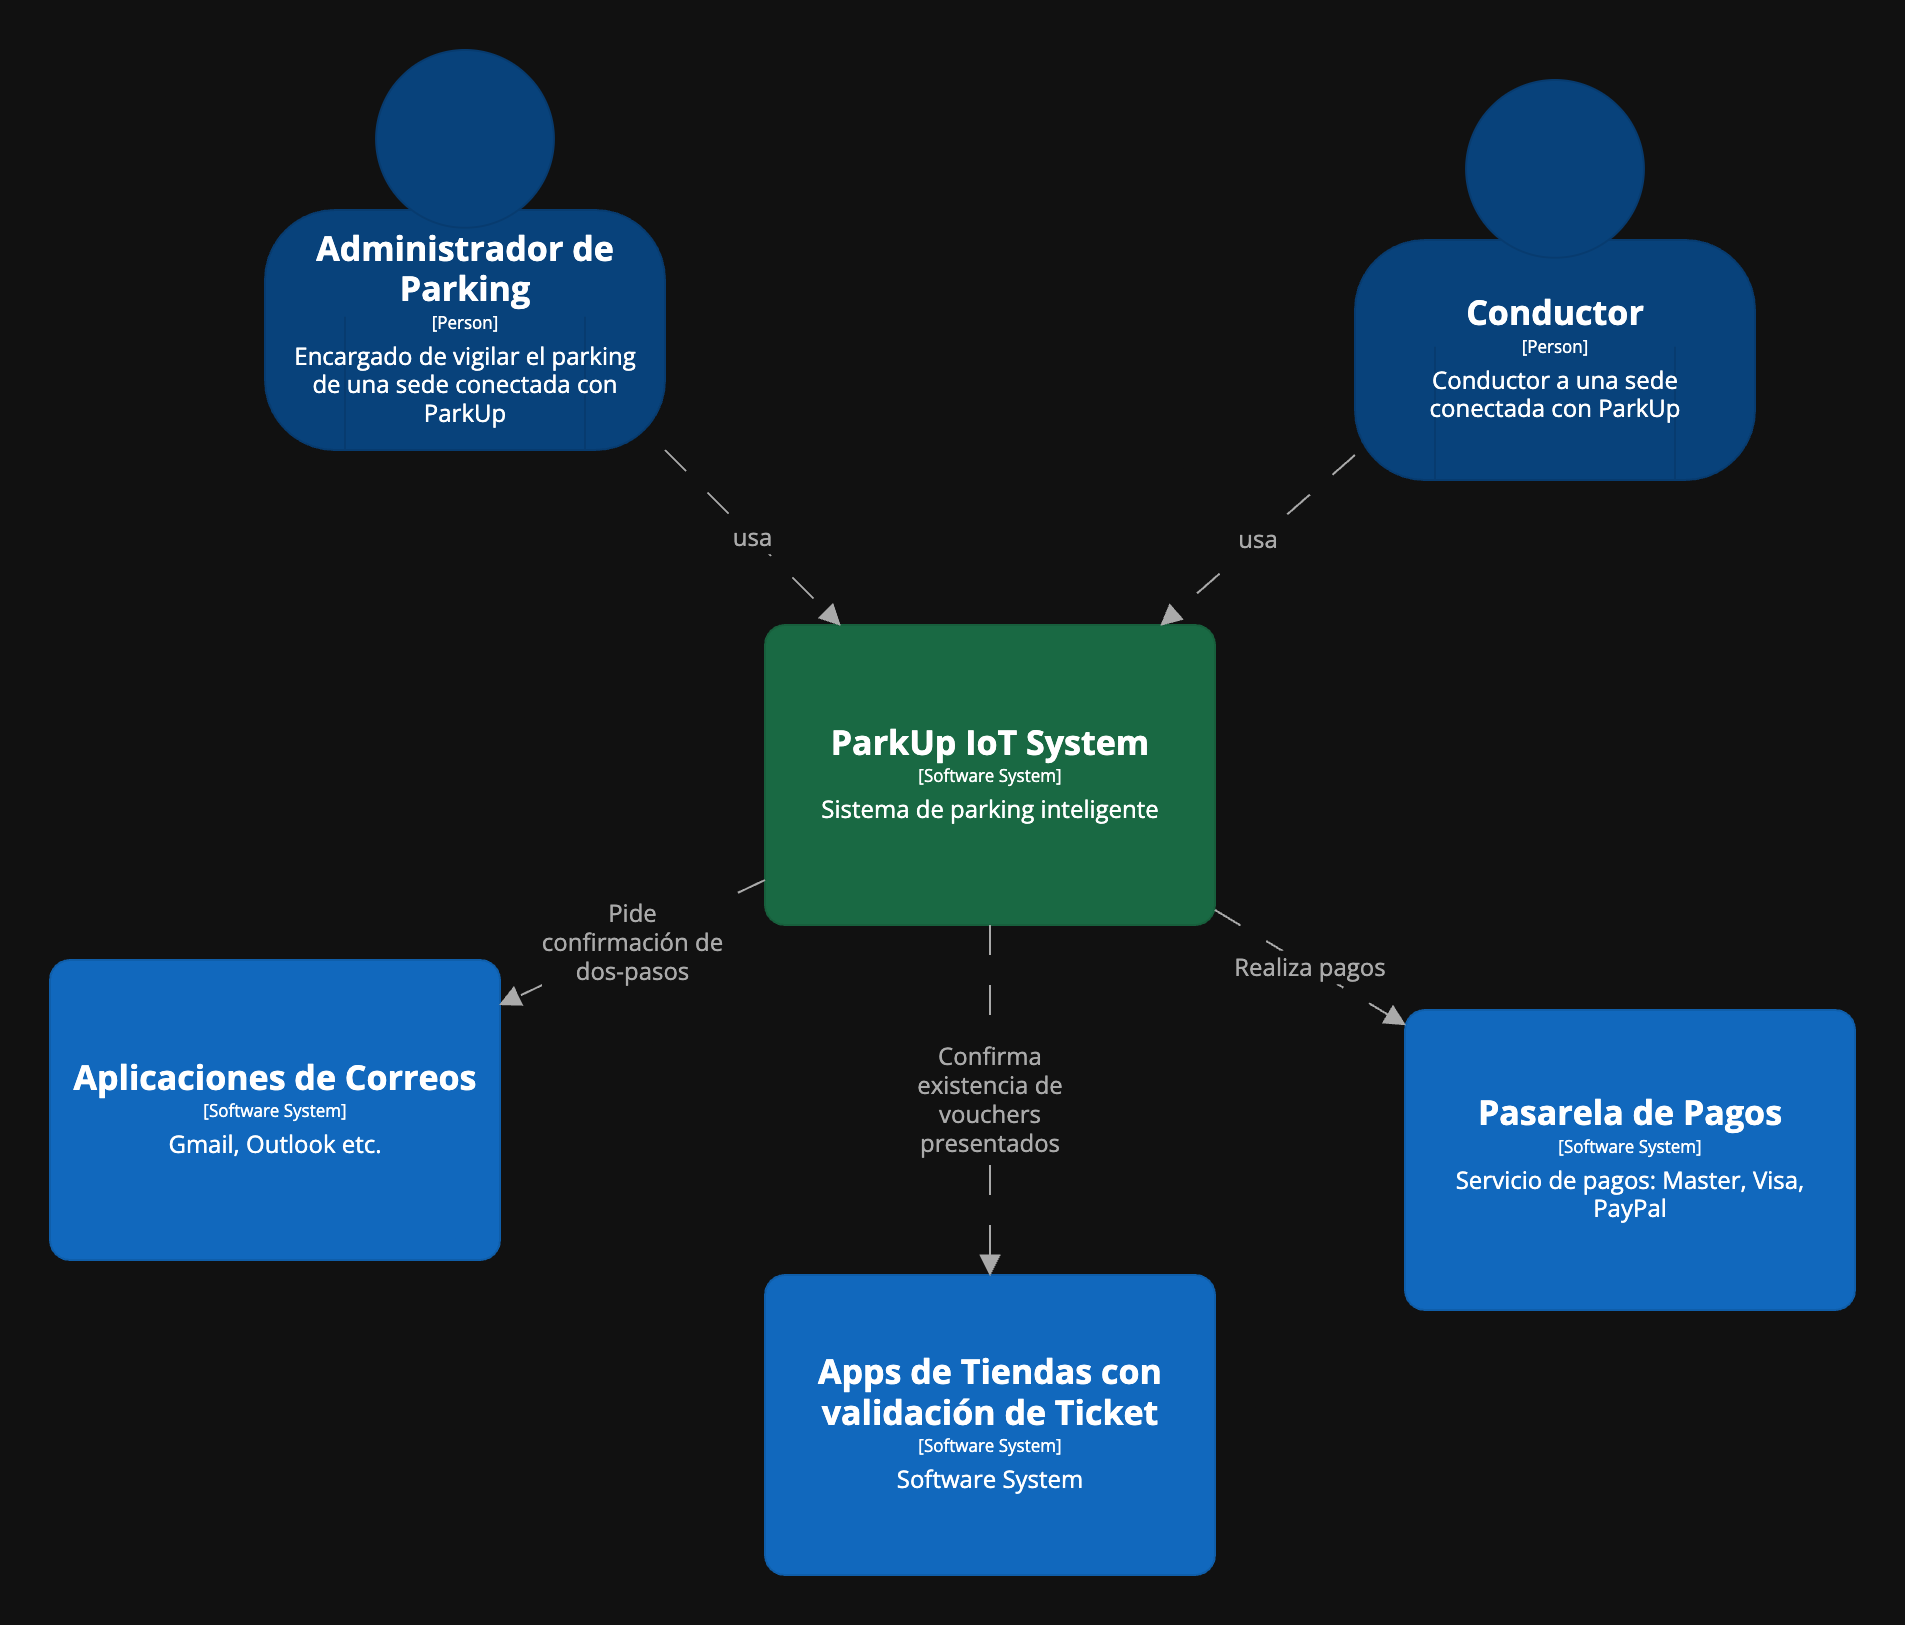 Administrador de
Parking
[Person]
Encargado de vigilar el parking
de una sede conectada con
ParkUp
Conductor
[Person]
Conductor a una sede
conectada con ParkUp
usa
usa
ParkUp IoT System
[Software System]
Sistema de parking inteligente
Pide
confirmación de
dos-pasos
Realiza pagos
Confirma
existencia de
vouchers
presentados
Aplicaciones de Correos
[Software System]
Gmail, Outlook etc.
Pasarela de Pagos
[Software System]
Servicio de pagos: Master, Visa,
PayPal
Apps de Tiendas con
validación de Ticket
[Software System]
Software System